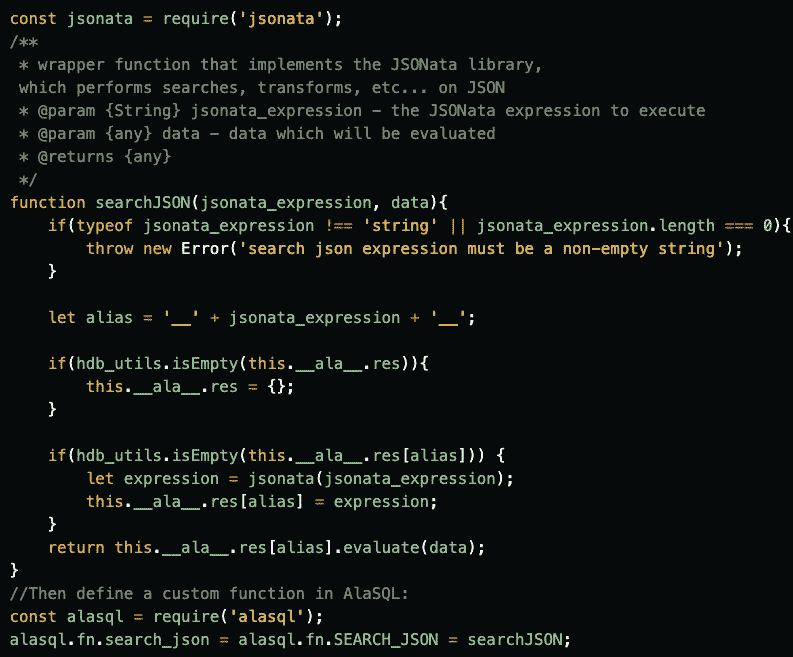 const jsonata = require('jsonata');
/**
 * wrapper function that implements the JSONata library,
 which performs searches, transforms, etc... on JSON
 * @param {String} jsonata_expression – the JSONata expression to execute
 * @param {any} data – data which will be evaluated
 * @returns {any}
 */
function searchJSON(jsonata_expression, data){
    if(typeof jsonata_expression !== 'string' || jsonata_expression.length === 0){
        throw new Error('search json expression must be a non-empty string');
    }

    let alias = '__' + jsonata_expression + '__';

    if(hdb_utils.isEmpty(this.__ala__.res)){
        this.__ala__.res = {};
    }

    if(hdb_utils.isEmpty(this.__ala__.res[alias])) {
        let expression = jsonata(jsonata_expression);
        this.__ala__.res[alias] = expression;
    }
    return this.__ala__.res[alias].evaluate(data);
}
//Then define a custom function in AlaSQL:
const alasql = require('alasql');
alasql.fn.search_json = alasql.fn.SEARCH_JSON = searchJSON;